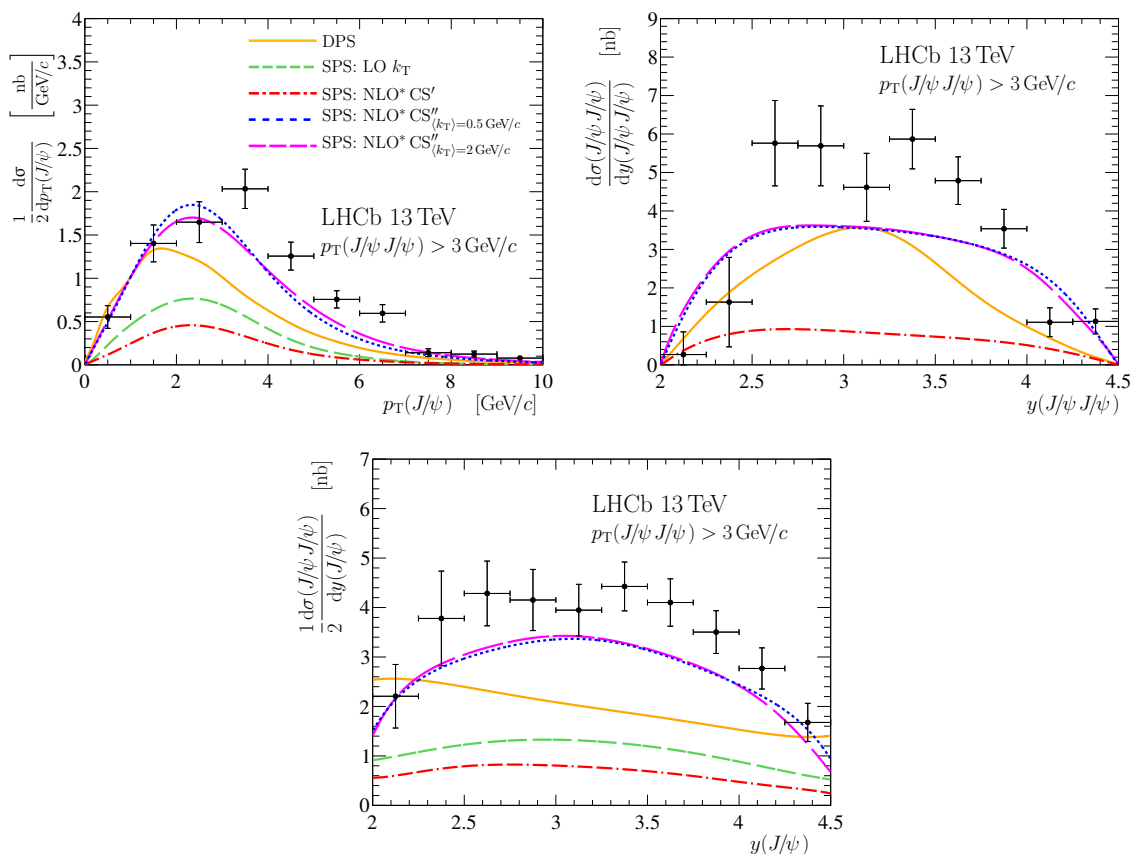 1/2 dσ/dp_T(J/ψ) [nb/GeV/c]
4
3.5
3
2.5
2
1.5
1
0.5
0
DPS
SPS: LO k_T
SPS: NLO* CS′
SPS: NLO* CS″⟨k_T⟩=0.5 GeV/c
SPS: NLO* CS″⟨k_T⟩=2 GeV/c
LHCb 13 TeV
p_T(J/ψ J/ψ) > 3 GeV/c
0 2 4 6 8 10
p_T(J/ψ) [GeV/c]
dσ(J/ψ J/ψ)/dy(J/ψ J/ψ) [nb]
9
8
7
6
5
4
3
2
1
0
LHCb 13 TeV
p_T(J/ψ J/ψ) > 3 GeV/c
2 2.5 3 3.5 4 4.5
y(J/ψ J/ψ)
1/2 dσ(J/ψ J/ψ)/dy(J/ψ) [nb]
7
6
5
4
3
2
1
0
LHCb 13 TeV
p_T(J/ψ J/ψ) > 3 GeV/c
2 2.5 3 3.5 4 4.5
y(J/ψ)